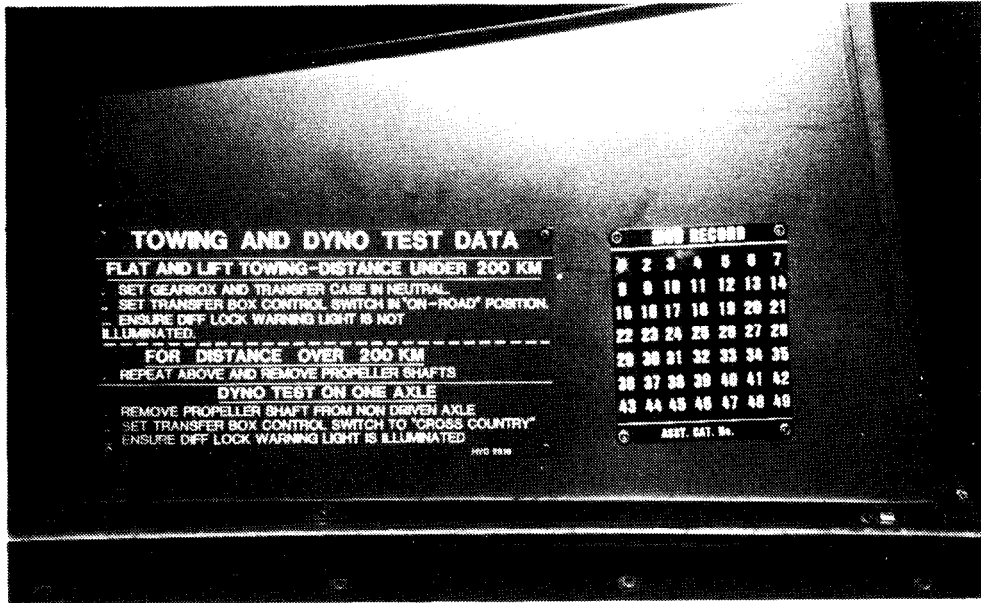 TOWING AND DYNO TEST DATA
FLAT AND LIFT TOWING-DISTANCE UNDER 200 KM
SET GEARBOX AND TRANSFER CASE IN NEUTRAL.
SET TRANSFER BOX CONTROL SWITCH IN "ON-ROAD" POSITION.
ENSURE DIFF LOCK WARNING LIGHT IS NOT
ILLUMINATED.
FOR DISTANCE OVER 200 KM
REPEAT ABOVE AND REMOVE PROPELLER SHAFTS
DYNO TEST ON ONE AXLE
REMOVE PROPELLER SHAFT FROM NON DRIVEN AXLE
SET TRANSFER BOX CONTROL SWITCH TO "CROSS COUNTRY"
ENSURE DIFF LOCK WARNING LIGHT IS ILLUMINATED
MOD RECORD
2 3 4 5 6 7
8 9 10 11 12 13 14
15 16 17 18 19 20 21
22 23 24 25 26 27 28
29 30 31 32 33 34 35
36 37 38 39 40 41 42
43 44 45 46 47 48 49
ASST. CAT. No.